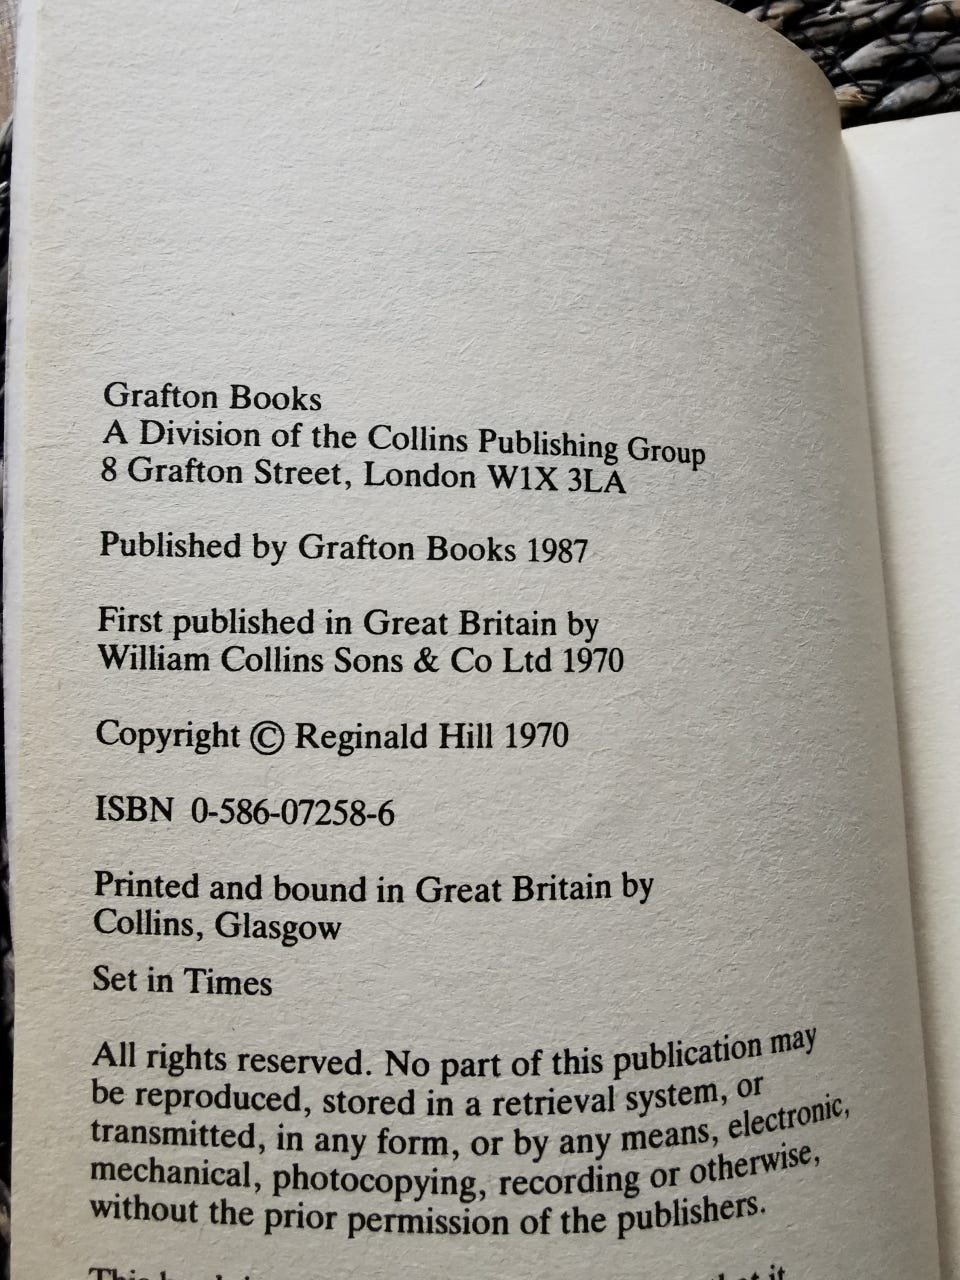 Grafton Books
A Division of the Collins Publishing Group
8 Grafton Street, London W1X 3LA
Published by Grafton Books 1987
First published in Great Britain by
William Collins Sons & Co Ltd 1970
Copyright © Reginald Hill 1970
ISBN 0-586-07258-6
Printed and bound in Great Britain by
Collins, Glasgow
Set in Times
All rights reserved. No part of this publication may
be reproduced, stored in a retrieval system, or
transmitted, in any form, or by any means, electronic,
mechanical, photocopying, recording or otherwise,
without the prior permission of the publishers.